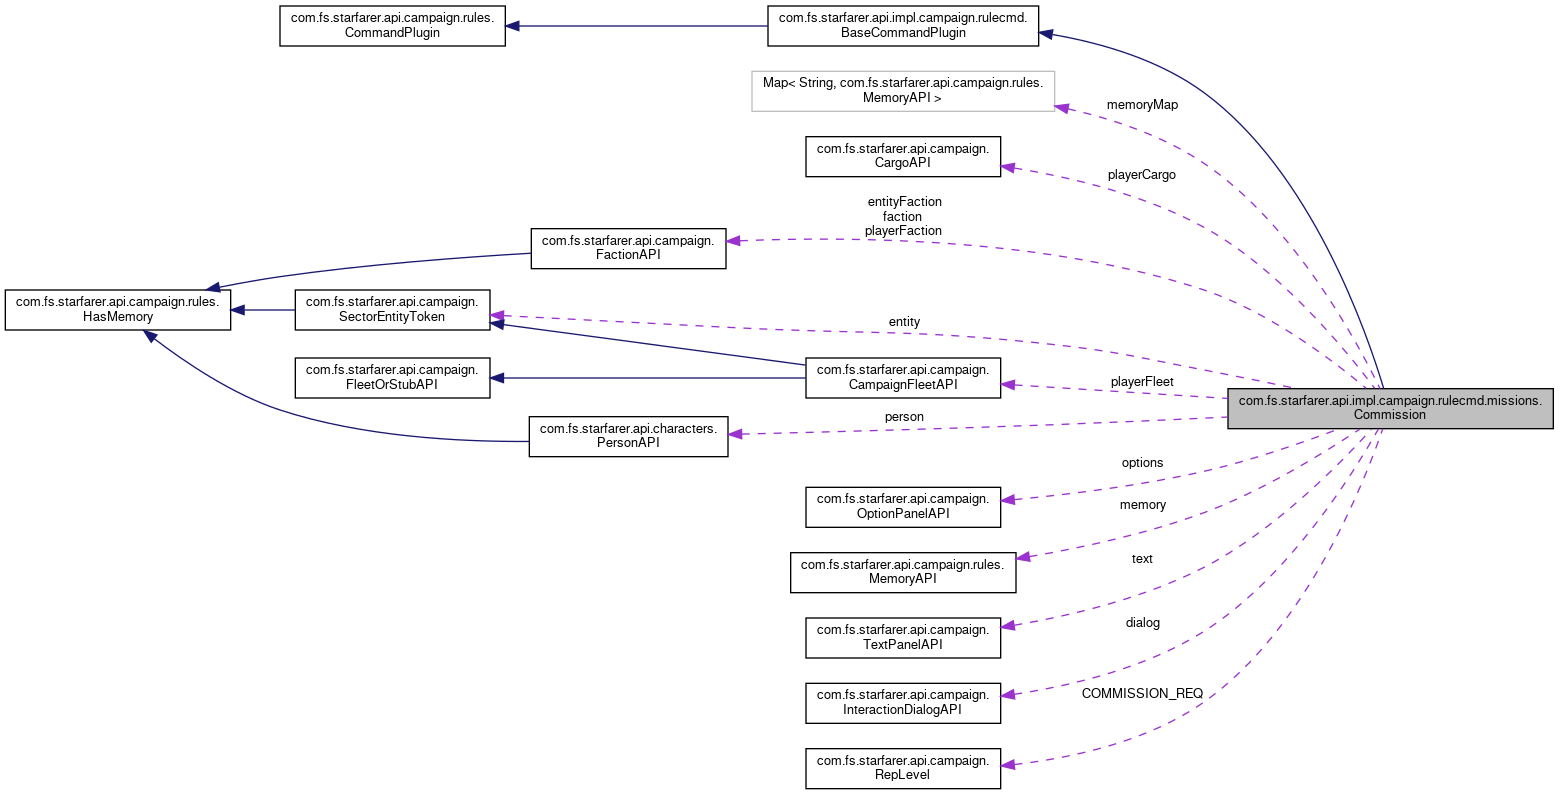 com.fs.starfarer.api.campaign.rules.
CommandPlugin
com.fs.starfarer.api.impl.campaign.rulecmd.
BaseCommandPlugin
Map< String, com.fs.starfarer.api.campaign.rules.
MemoryAPI >
memoryMap
com.fs.starfarer.api.campaign.
CargoAPI
playerCargo
entityFaction
faction
playerFaction
com.fs.starfarer.api.campaign.
FactionAPI
com.fs.starfarer.api.campaign.rules.
HasMemory
com.fs.starfarer.api.campaign.
SectorEntityToken
entity
com.fs.starfarer.api.campaign.
FleetOrStubAPI
com.fs.starfarer.api.campaign.
CampaignFleetAPI
playerFleet
com.fs.starfarer.api.impl.campaign.rulecmd.missions.
Commission
com.fs.starfarer.api.characters.
PersonAPI
person
options
com.fs.starfarer.api.campaign.
OptionPanelAPI
memory
com.fs.starfarer.api.campaign.rules.
MemoryAPI
text
com.fs.starfarer.api.campaign.
TextPanelAPI
dialog
com.fs.starfarer.api.campaign.
InteractionDialogAPI
COMMISSION_REQ
com.fs.starfarer.api.campaign.
RepLevel